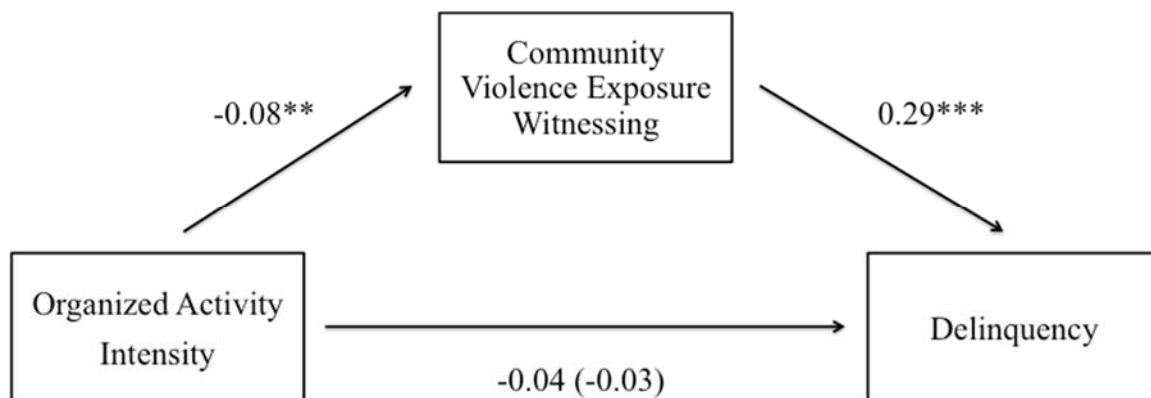 Community
Violence Exposure
Witnessing
-0.08**
0.29***
Organized Activity
Intensity
Delinquency
-0.04 (-0.03)